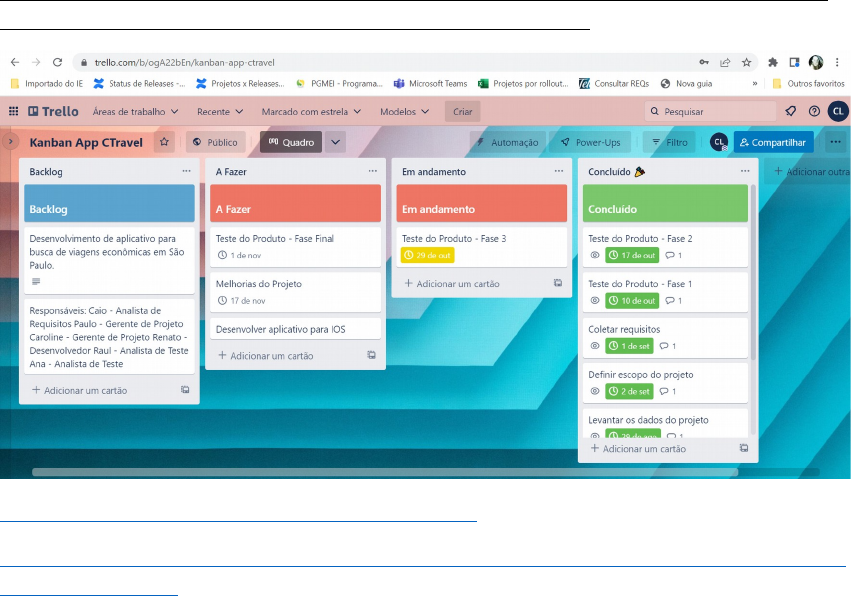 trello.com/b/ogA22bEn/kanban-app-ctravel
Importado do IE
Status de Releases -...
Projetos x Releases...
PGMEI - Programa...
Microsoft Teams
Projetos por rollout...
Consultar REQs
Nova guia
»
Outros favoritos
Trello
Áreas de trabalho
Recente
Marcado com estrela
Modelos
Criar
Pesquisar
CL
Kanban App CTravel
Público
Quadro
Automação
Power-Ups
Filtro
CL
Compartilhar
Backlog
Backlog
Desenvolvimento de aplicativo para
busca de viagens econômicas em São
Paulo.
Responsáveis: Caio - Analista de
Requisitos Paulo - Gerente de Projeto
Caroline - Gerente de Projeto Renato -
Desenvolvedor Raul - Analista de Teste
Ana - Analista de Teste
+ Adicionar um cartão
A Fazer
A Fazer
Teste do Produto - Fase Final
1 de nov
Melhorias do Projeto
17 de nov
Desenvolver aplicativo para IOS
+ Adicionar um cartão
Em andamento
Em andamento
Teste do Produto - Fase 3
29 de out
+ Adicionar um cartão
Concluído
Concluído
Teste do Produto - Fase 2
17 de out 1
Teste do Produto - Fase 1
10 de out 1
Coletar requisitos
1 de set 1
Definir escopo do projeto
2 de set 1
Levantar os dados do projeto
1
+ Adicionar um cartão
+ Adicionar outra